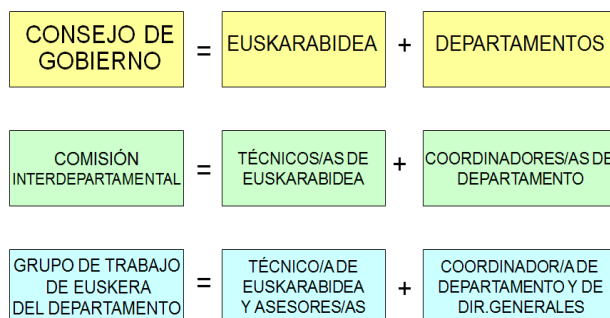 CONSEJO DE
GOBIERNO
=
EUSKARABIDEA
+
DEPARTAMENTOS
COMISIÓN
INTERDEPARTAMENTAL
=
TÉCNICOS/AS DE
EUSKARABIDEA
+
COORDINADORES/AS DE
DEPARTAMENTO
GRUPO DE TRABAJO
DE EUSKERA
DEL DEPARTAMENTO
=
TÉCNICO/A DE
EUSKARABIDEA
Y ASESORES/AS
+
COORDINADOR/A DE
DEPARTAMENTO Y DE
DIR.GENERALES